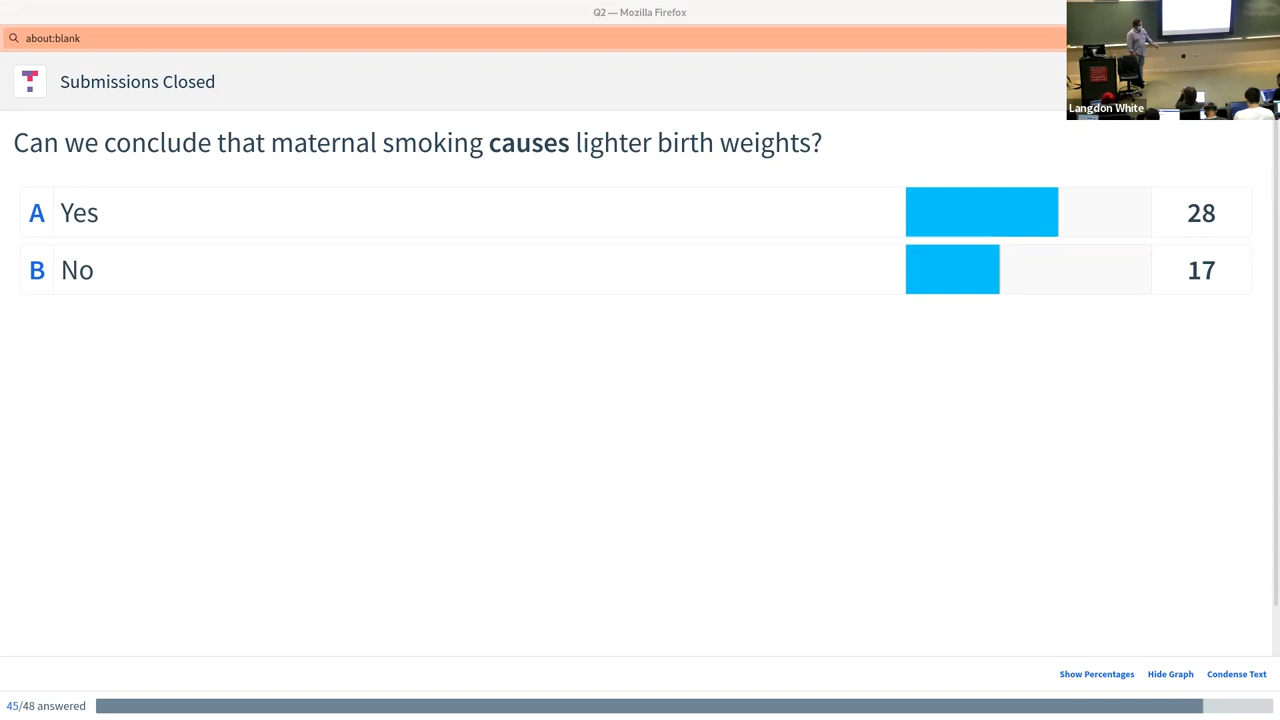 Q2 — Mozilla Firefox
about:blank
Submissions Closed
Langdon White
Can we conclude that maternal smoking causes lighter birth weights?
A Yes 28
B No 17
Show Percentages Hide Graph Condense Text
45/48 answered